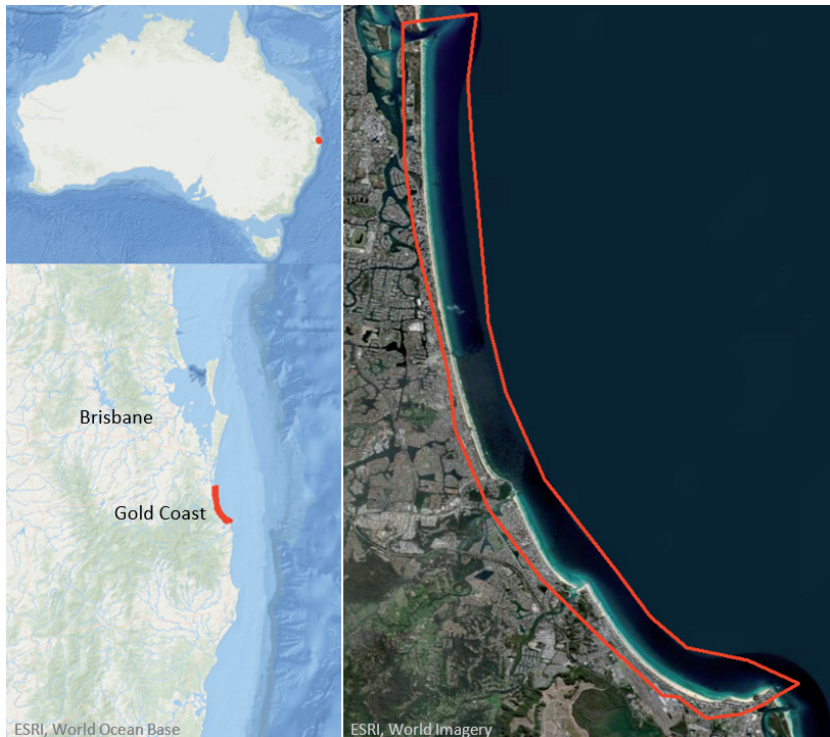 Brisbane
Gold Coast
ESRI, World Ocean Base
ESRI, World Imagery